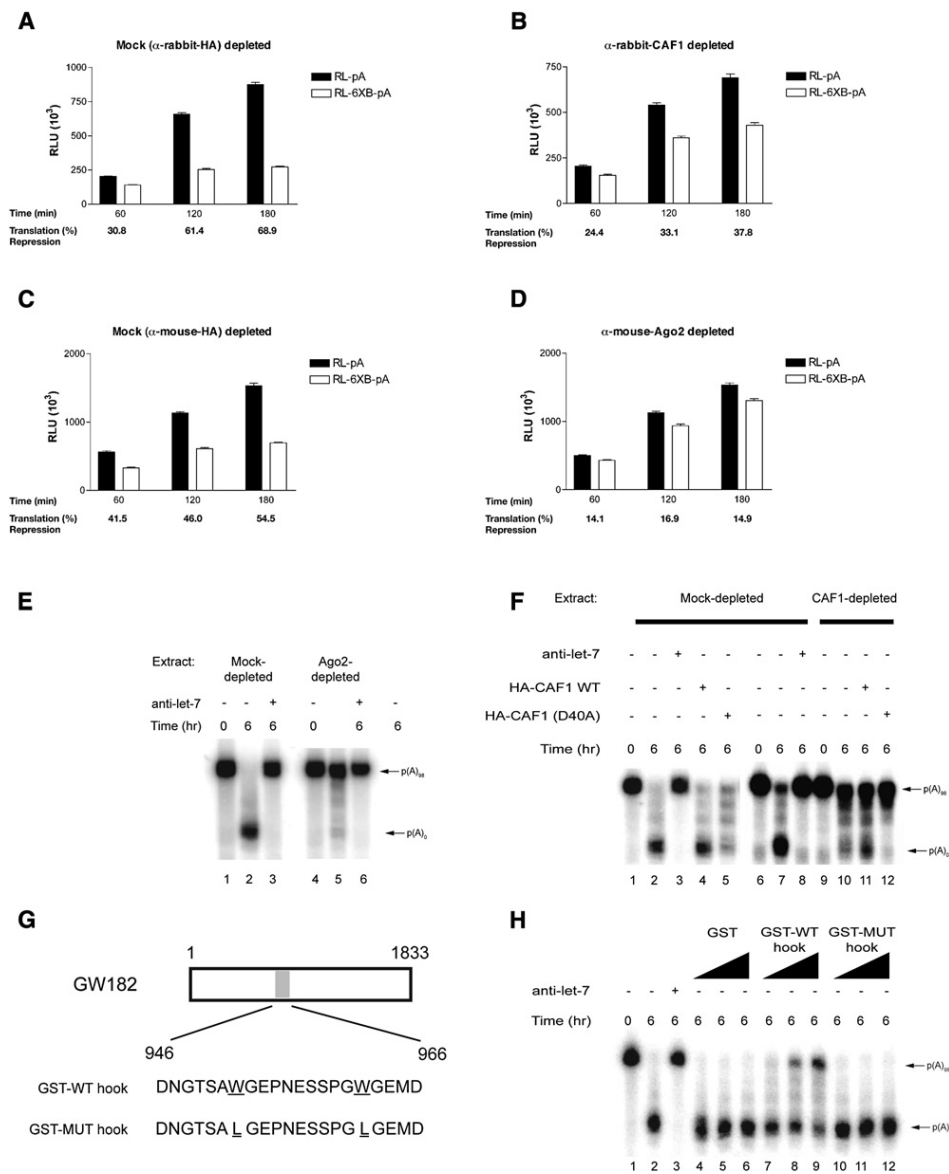 A
Mock (α-rabbit-HA) depleted
RLU (10³)
1000
750
500
250
0
RL-pA
RL-6XB-pA
Time (min) 60 120 180
Translation (%) 30.8 61.4 68.9
Repression
B
α-rabbit-CAF1 depleted
RLU (10³)
750
500
250
0
RL-pA
RL-6XB-pA
Time (min) 60 120 180
Translation (%) 24.4 33.1 37.8
Repression
C
Mock (α-mouse-HA) depleted
RLU (10³)
2000
1000
0
RL-pA
RL-6XB-pA
Time (min) 60 120 180
Translation (%) 41.5 46.0 54.5
Repression
D
α-mouse-Ago2 depleted
RLU (10³)
2000
1000
0
RL-pA
RL-6XB-pA
Time (min) 60 120 180
Translation (%) 14.1 16.9 14.9
Repression
E
Extract: Mock-depleted Ago2-depleted
anti-let-7 - - + - - + -
Time (hr) 0 6 6 0 6 6 6
p(A)₉₈
p(A)₀
1 2 3 4 5 6
F
Extract: Mock-depleted CAF1-depleted
anti-let-7 - - + - - - - + - - - -
HA-CAF1 WT - - - + - - - - - - + -
HA-CAF1 (D40A) - - - - + - - - - - - +
Time (hr) 0 6 6 6 6 0 6 6 0 6 6 6
p(A)₉₈
p(A)₀
1 2 3 4 5 6 7 8 9 10 11 12
G
1 1833
GW182
946 966
GST-WT hook DNGTSAWGEPNESSPGWGEMD
GST-MUT hook DNGTSALGEPNESSPGLGEMD
H
GST GST-WT hook GST-MUT hook
anti-let-7 - - + - - - - - - - - -
Time (hr) 0 6 6 6 6 6 6 6 6 6 6 6
p(A)₉₈
p(A)
1 2 3 4 5 6 7 8 9 10 11 12